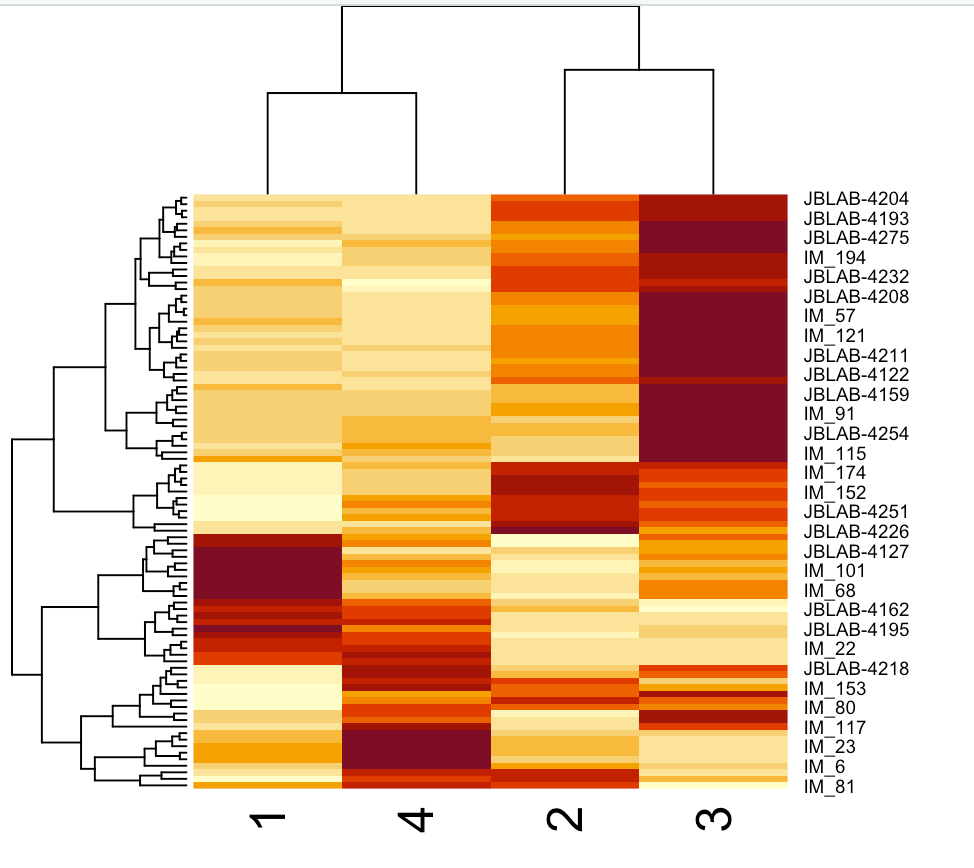 JBLAB-4204
JBLAB-4193
JBLAB-4275
IM_194
JBLAB-4232
JBLAB-4208
IM_57
IM_121
JBLAB-4211
JBLAB-4122
JBLAB-4159
IM_91
JBLAB-4254
IM_115
IM_174
IM_152
JBLAB-4251
JBLAB-4226
JBLAB-4127
IM_101
IM_68
JBLAB-4162
JBLAB-4195
IM_22
JBLAB-4218
IM_153
IM_80
IM_117
IM_23
IM_6
IM_81
1 4 2 3